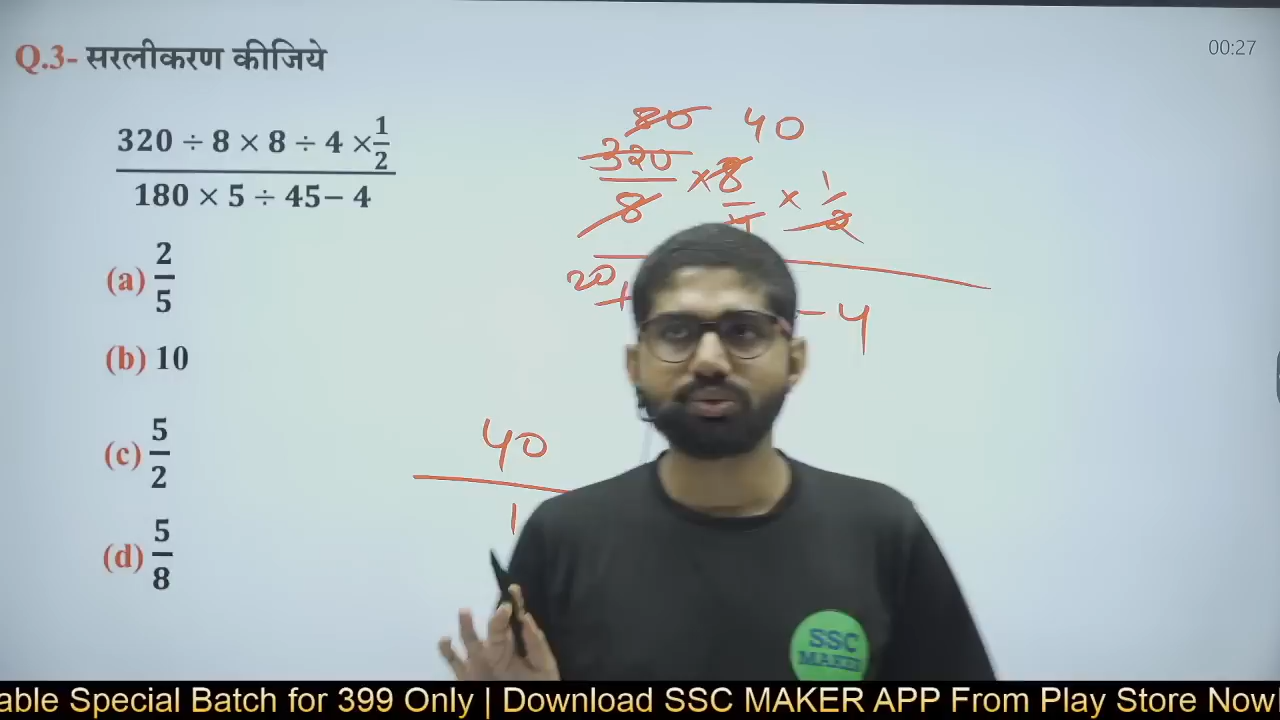 00:27
Q.3- सरलीकरण कीजिये
320 ÷ 8 × 8 ÷ 4 × 1/2
180 × 5 ÷ 45 − 4
(a) 2/5
(b) 10
(c) 5/2
(d) 5/8
80 40
320 × 8 × 1
8 4 2
20
− 4
40
1
SSC
MAKER
able Special Batch for 399 Only | Download SSC MAKER APP From Play Store Now!